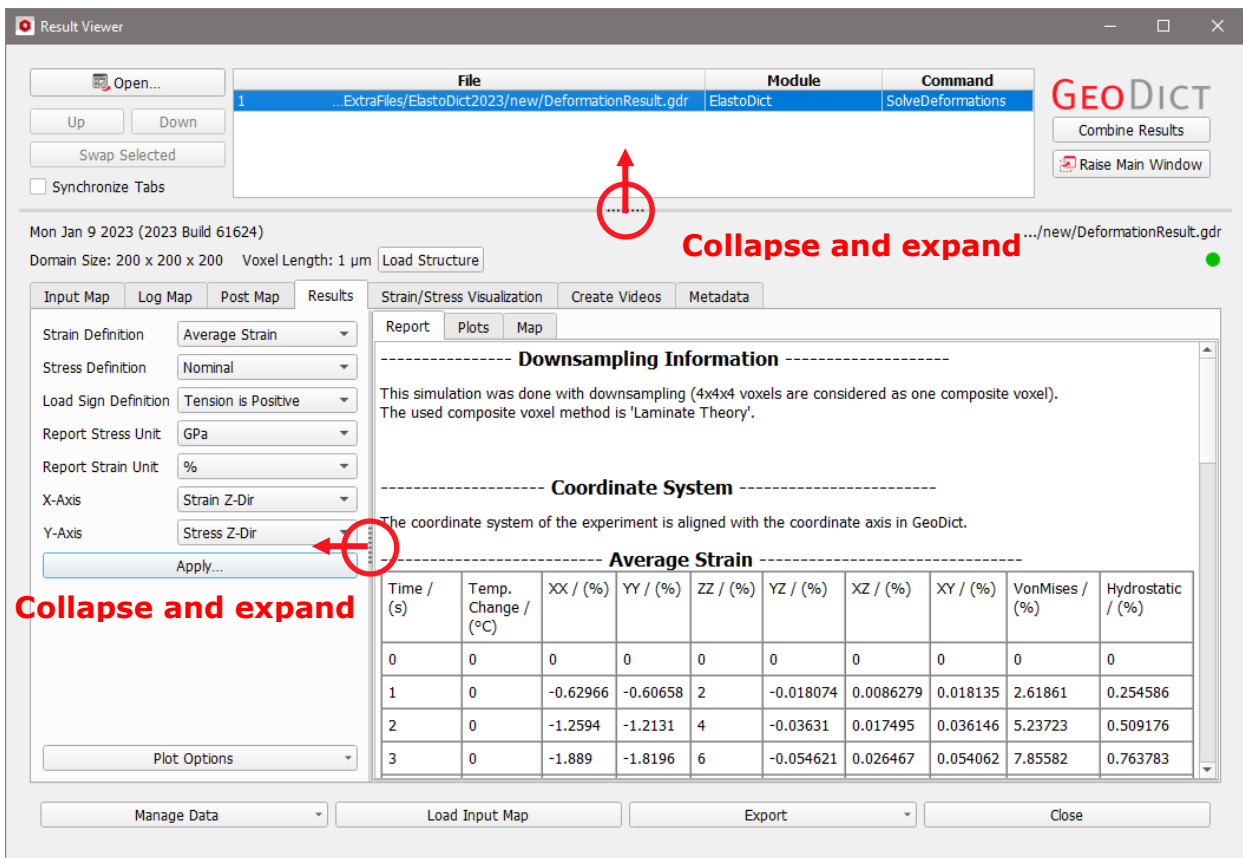 Result Viewer
Open...
Up
Down
Swap Selected
Synchronize Tabs
File Module Command
1 ...ExtraFiles/ElastoDict2023/new/DeformationResult.gdr ElastoDict SolveDeformations
GEODICT
Combine Results
Raise Main Window
Mon Jan 9 2023 (2023 Build 61624)
.../new/DeformationResult.gdr
Collapse and expand
Domain Size: 200 x 200 x 200 Voxel Length: 1 µm Load Structure
Input Map Log Map Post Map Results Strain/Stress Visualization Create Videos Metadata
Strain Definition Average Strain
Stress Definition Nominal
Load Sign Definition Tension is Positive
Report Stress Unit GPa
Report Strain Unit %
X-Axis Strain Z-Dir
Y-Axis Stress Z-Dir
Apply...
Collapse and expand
Plot Options
Report Plots Map
---------------- Downsampling Information --------------------
This simulation was done with downsampling (4x4x4 voxels are considered as one composite voxel).
The used composite voxel method is 'Laminate Theory'.
-------------------- Coordinate System ------------------------
The coordinate system of the experiment is aligned with the coordinate axis in GeoDict.
--------------------------- Average Strain --------------------------------
Time / (s) Temp. Change / (°C) XX / (%) YY / (%) ZZ / (%) YZ / (%) XZ / (%) XY / (%) VonMises / (%) Hydrostatic / (%)
0 0 0 0 0 0 0 0 0 0
1 0 -0.62966 -0.60658 2 -0.018074 0.0086279 0.018135 2.61861 0.254586
2 0 -1.2594 -1.2131 4 -0.03631 0.017495 0.036146 5.23723 0.509176
3 0 -1.889 -1.8196 6 -0.054621 0.026467 0.054062 7.85582 0.763783
Manage Data
Load Input Map
Export
Close